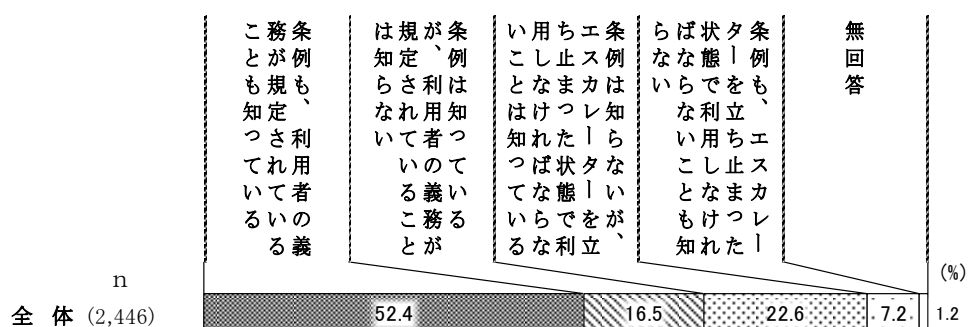 条例も、利用者の義
務が規定されている
ことも知っている
条例は知っている
が、利用者の義務が
規定されていること
は知らない
条例は知らないが、
エスカレーターを立
ち止まった状態で利
用しなければならな
いことは知っている
条例も、エスカレー
ターを立ち止まった
状態で利用しなけれ
ばならないことも知
らない
無回答
n
(%)
全 体 (2,446) 52.4 16.5 22.6 7.2 1.2